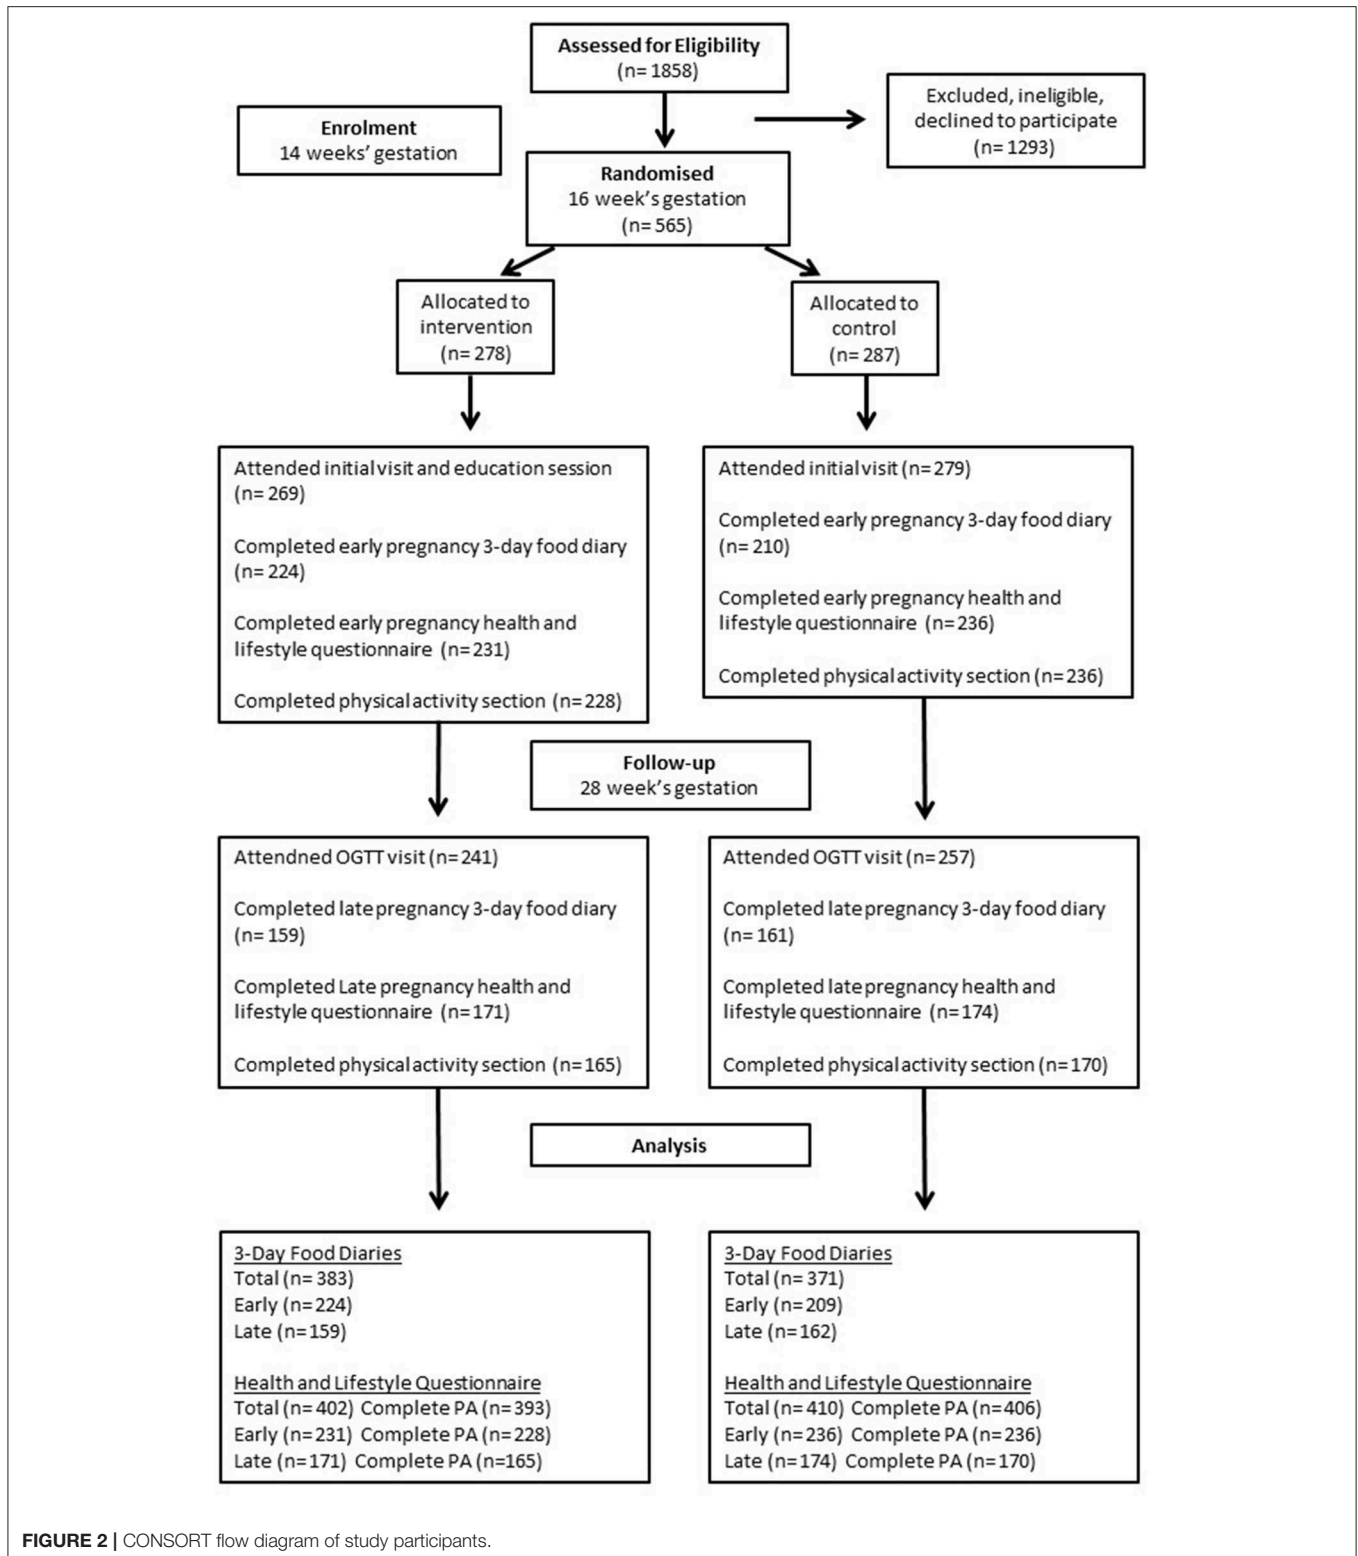 Assessed for Eligibility
(n= 1858)
Excluded, ineligible,
declined to participate
(n= 1293)
Enrolment
14 weeks' gestation
Randomised
16 week's gestation
(n= 565)
Allocated to
intervention
(n= 278)
Allocated to
control
(n= 287)
Attended initial visit and education session
(n= 269)
Completed early pregnancy 3-day food diary
(n= 224)
Completed early pregnancy health and
lifestyle questionnaire (n=231)
Completed physical activity section (n=228)
Attended initial visit (n=279)
Completed early pregnancy 3-day food diary
(n= 210)
Completed early pregnancy health and
lifestyle questionnaire (n=236)
Completed physical activity section (n=236)
Follow-up
28 week's gestation
Attendned OGTT visit (n=241)
Completed late pregnancy 3-day food diary
(n= 159)
Completed Late pregnancy health and
lifestyle questionnaire (n=171)
Completed physical activity section (n=165)
Attended OGTT visit (n=257)
Completed late pregnancy 3-day food diary
(n= 161)
Completed late pregnancy health and
lifestyle questionnaire (n=174)
Completed physical activity section (n=170)
Analysis
3-Day Food Diaries
Total (n= 383)
Early (n=224)
Late (n=159)
Health and Lifestyle Questionnaire
Total (n=402) Complete PA (n=393)
Early (n=231) Complete PA (n=228)
Late (n=171) Complete PA (n=165)
3-Day Food Diaries
Total (n= 371)
Early (n=209)
Late (n=162)
Health and Lifestyle Questionnaire
Total (n=410) Complete PA (n=406)
Early (n=236) Complete PA (n=236)
Late (n=174) Complete PA (n=170)
FIGURE 2 | CONSORT flow diagram of study participants.